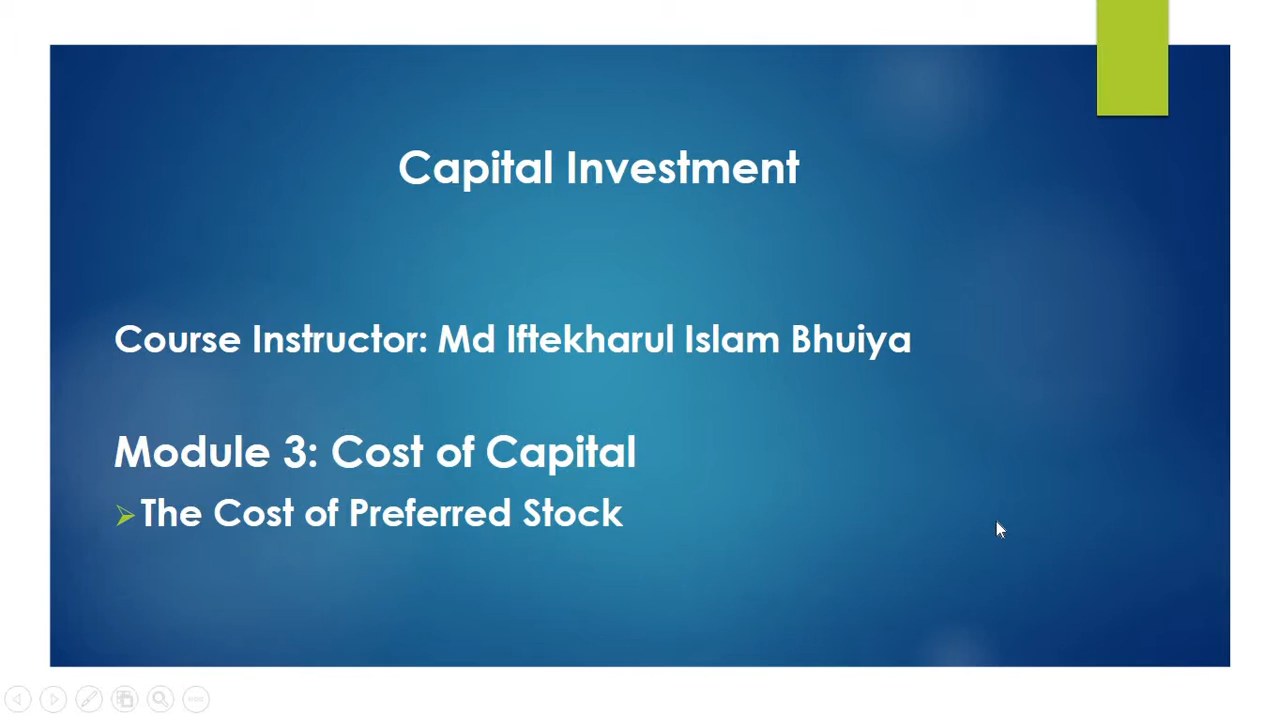 Capital Investment
Course Instructor: Md Iftekharul Islam Bhuiya
Module 3: Cost of Capital
The Cost of Preferred Stock